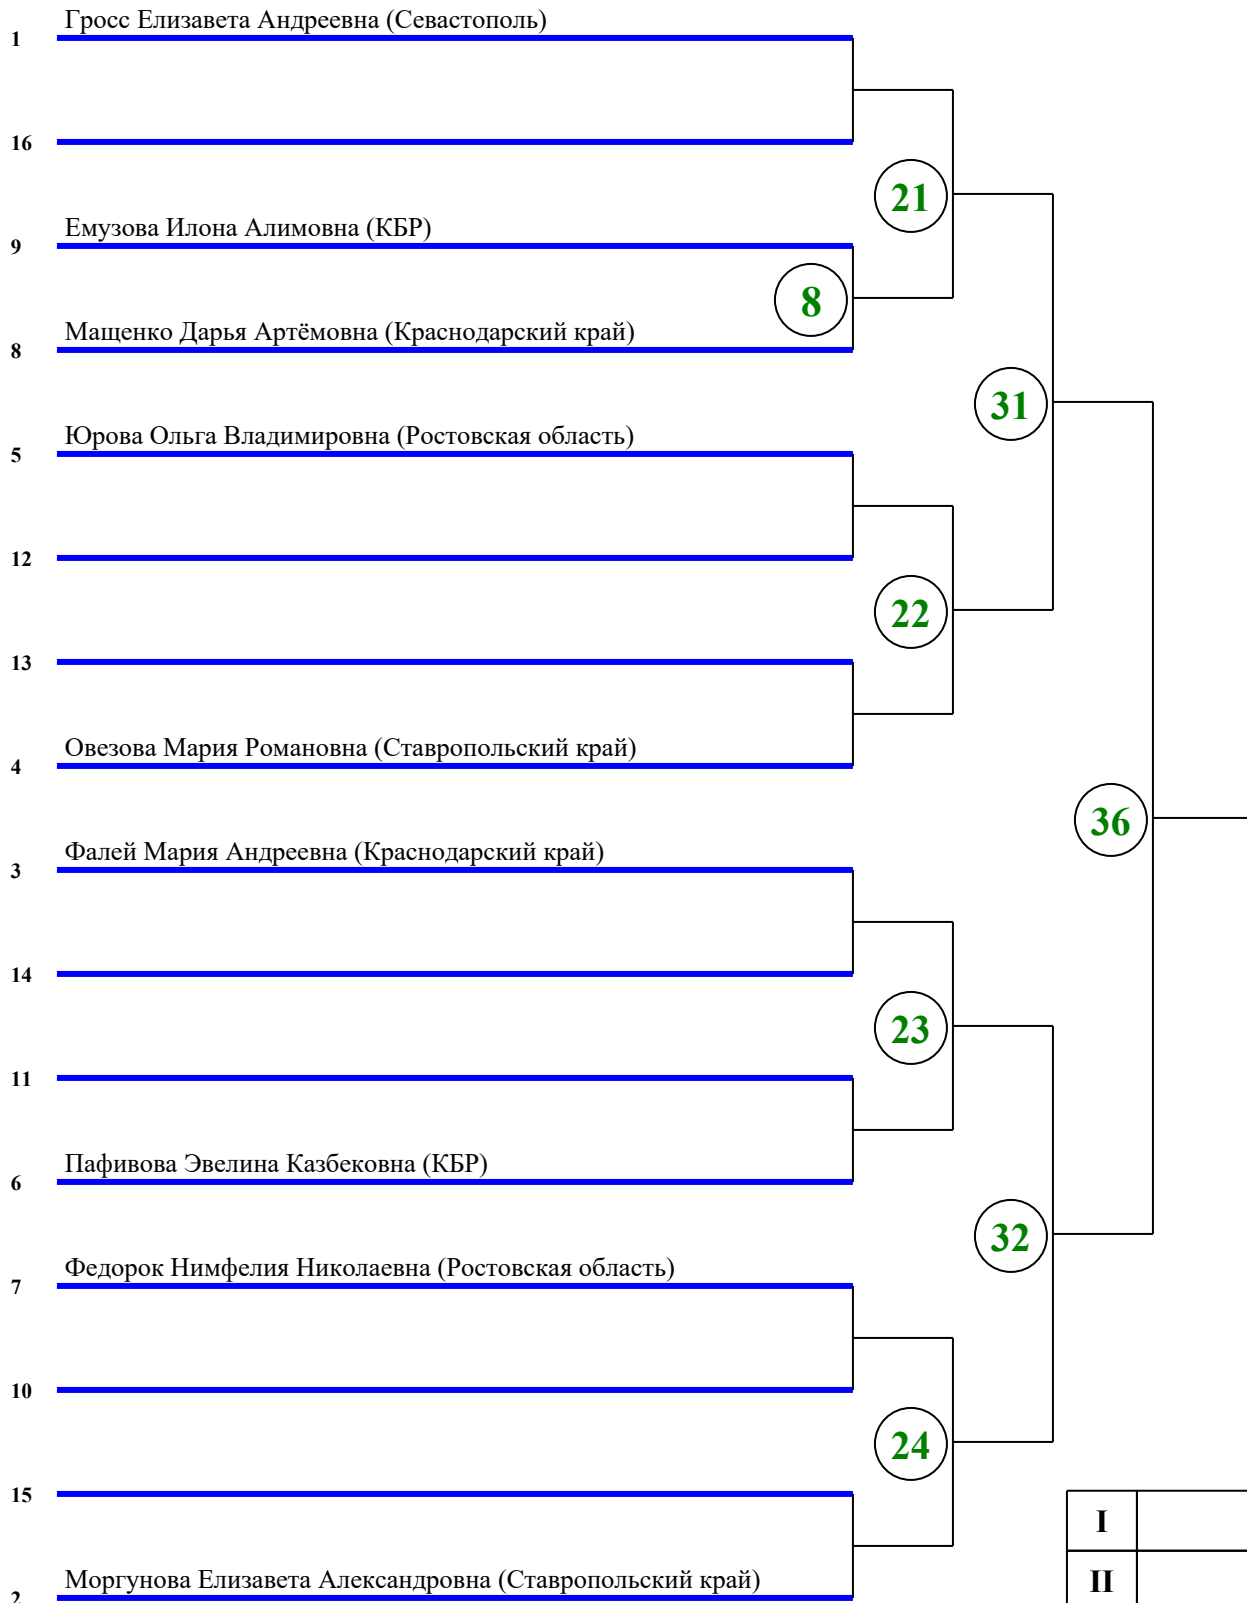 Гросс Елизавета Андреевна (Севастополь)
1
16
21
Емузова Илона Алимовна (КБР)
9
8
Мащенко Дарья Артёмовна (Краснодарский край)
8
31
Юрова Ольга Владимировна (Ростовская область)
5
12
22
13
Овезова Мария Романовна (Ставропольский край)
4
36
Фалей Мария Андреевна (Краснодарский край)
3
14
23
11
Пафивова Эвелина Казбековна (КБР)
6
32
Федорок Нимфелия Николаевна (Ростовская область)
7
10
24
15
I
II
Моргунова Елизавета Александровна (Ставропольский край)
2